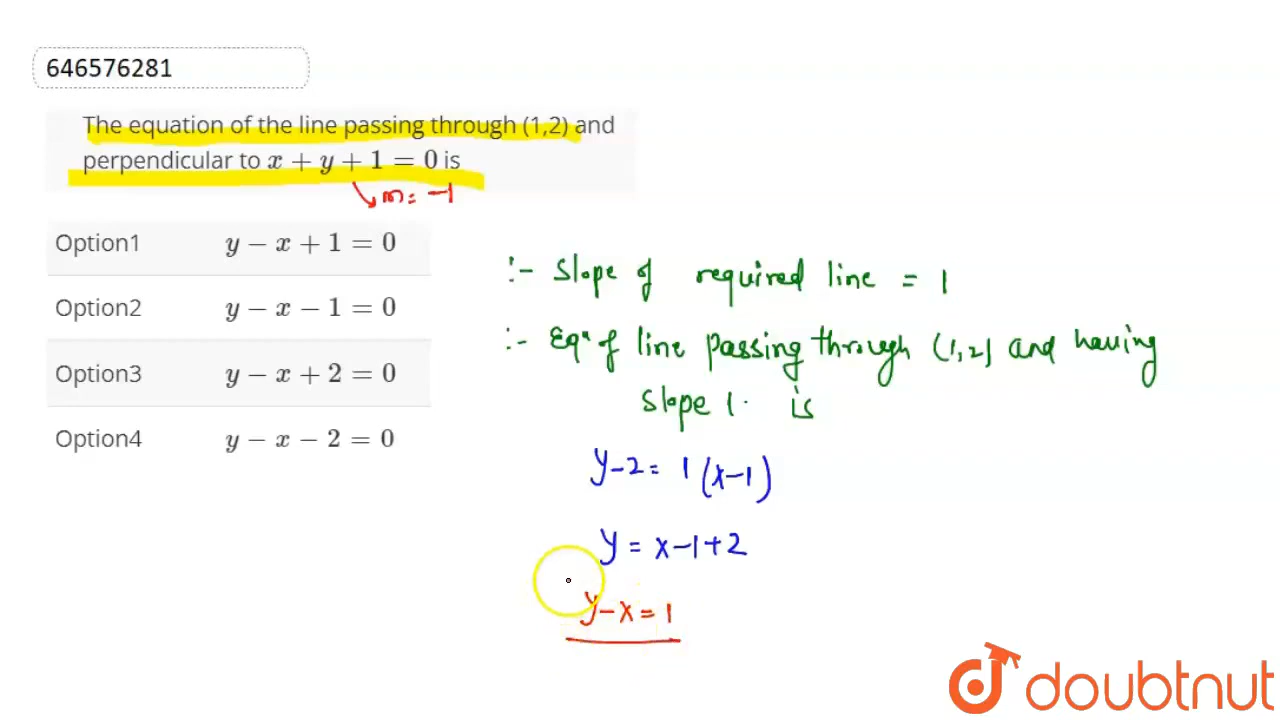 646576281
The equation of the line passing through (1,2) and
perpendicular to x + y + 1 = 0 is
m = -1
Option1 y − x + 1 = 0
Option2 y − x − 1 = 0
Option3 y − x + 2 = 0
Option4 y − x − 2 = 0
:- Slope of required line = 1
:- Eqn of line passing through (1,2) and having
slope 1. is
y-2 = 1 (x-1)
y = x-1+2
y-x = 1
doubtnut